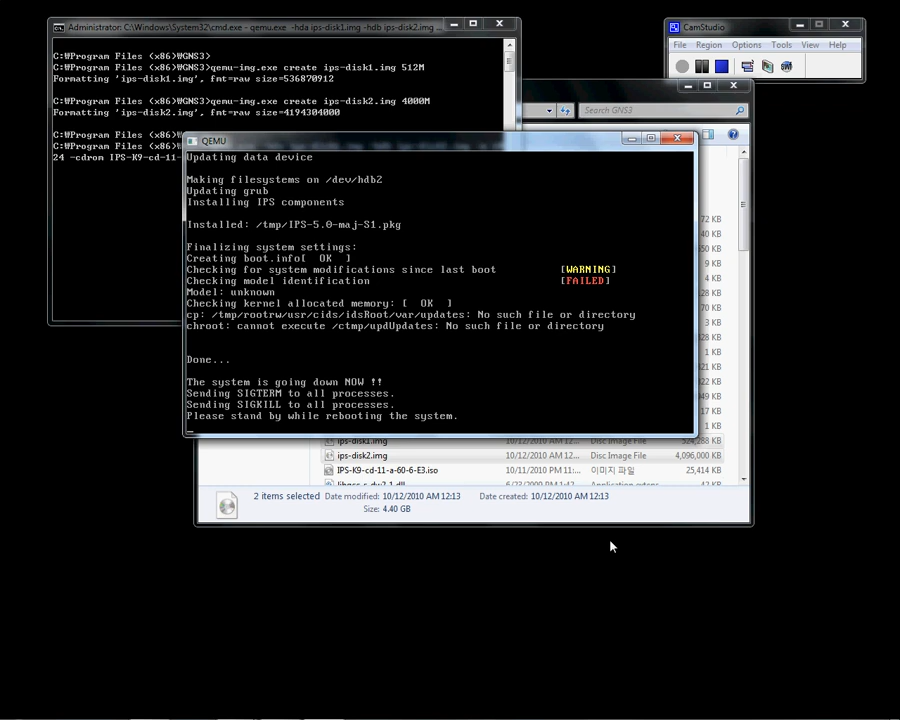 Administrator: C:\Windows\System32\cmd.exe - qemu.exe -hda ips-disk1.img -hdb ips-disk2.img ...
C:₩Program Files (x86)₩GNS3>
C:₩Program Files (x86)₩GNS3>qemu-img.exe create ips-disk1.img 512M
Formatting 'ips-disk1.img', fmt=raw size=536870912
C:₩Program Files (x86)₩GNS3>qemu-img.exe create ips-disk2.img 4000M
Formatting 'ips-disk2.img', fmt=raw size=4194304000
C:₩Program Files (x86)₩
C:₩Program Files (x86)₩
24 -cdrom IPS-K9-cd-11-
CamStudio
File Region Options Tools View Help
Search GNS3
QEMU
Updating data device
Making filesystems on /dev/hdb2
Updating grub
Installing IPS components
Installed: /tmp/IPS-5.0-maj-S1.pkg
Finalizing system settings:
Creating boot.info[  OK  ]
Checking for system modifications since last boot [WARNING]
Checking model identification [FAILED]
Model: unknown
Checking kernel allocated memory: [  OK  ]
cp: /tmp/rootrw/usr/cids/idsRoot/var/updates: No such file or directory
chroot: cannot execute /ctmp/updUpdates: No such file or directory
Done...
The system is going down NOW !!
Sending SIGTERM to all processes.
Sending SIGKILL to all processes.
Please stand by while rebooting the system.
72 KB
40 KB
650 KB
9 KB
4 KB
66 KB
3 KB
322 KB
1 KB
321 KB
22 KB
949 KB
17 KB
1 KB
ips-disk1.img 10/12/2010 AM 12... Disc Image File 524,288 KB
ips-disk2.img 10/12/2010 AM 12... Disc Image File 4,096,000 KB
IPS-K9-cd-11-a-60-6-E3.iso 10/11/2010 PM 11:... 이미지 파일 25,414 KB
2 items selected Date modified: 10/12/2010 AM 12:13 Date created: 10/12/2010 AM 12:13
Size: 4.40 GB